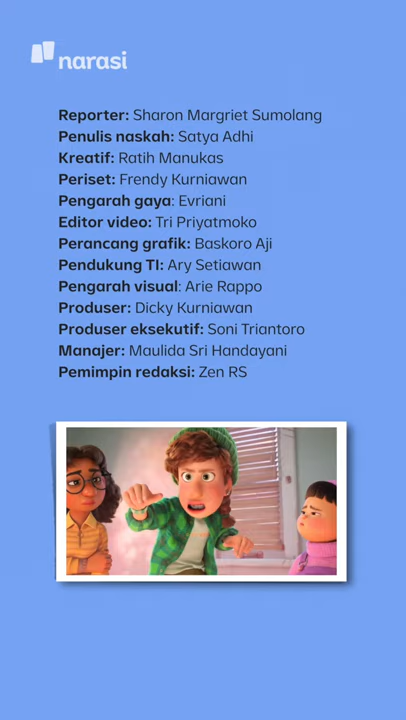 narasi
Reporter: Sharon Margriet Sumolang
Penulis naskah: Satya Adhi
Kreatif: Ratih Manukas
Periset: Frendy Kurniawan
Pengarah gaya: Evriani
Editor video: Tri Priyatmoko
Perancang grafik: Baskoro Aji
Pendukung TI: Ary Setiawan
Pengarah visual: Arie Rappo
Produser: Dicky Kurniawan
Produser eksekutif: Soni Triantoro
Manajer: Maulida Sri Handayani
Pemimpin redaksi: Zen RS